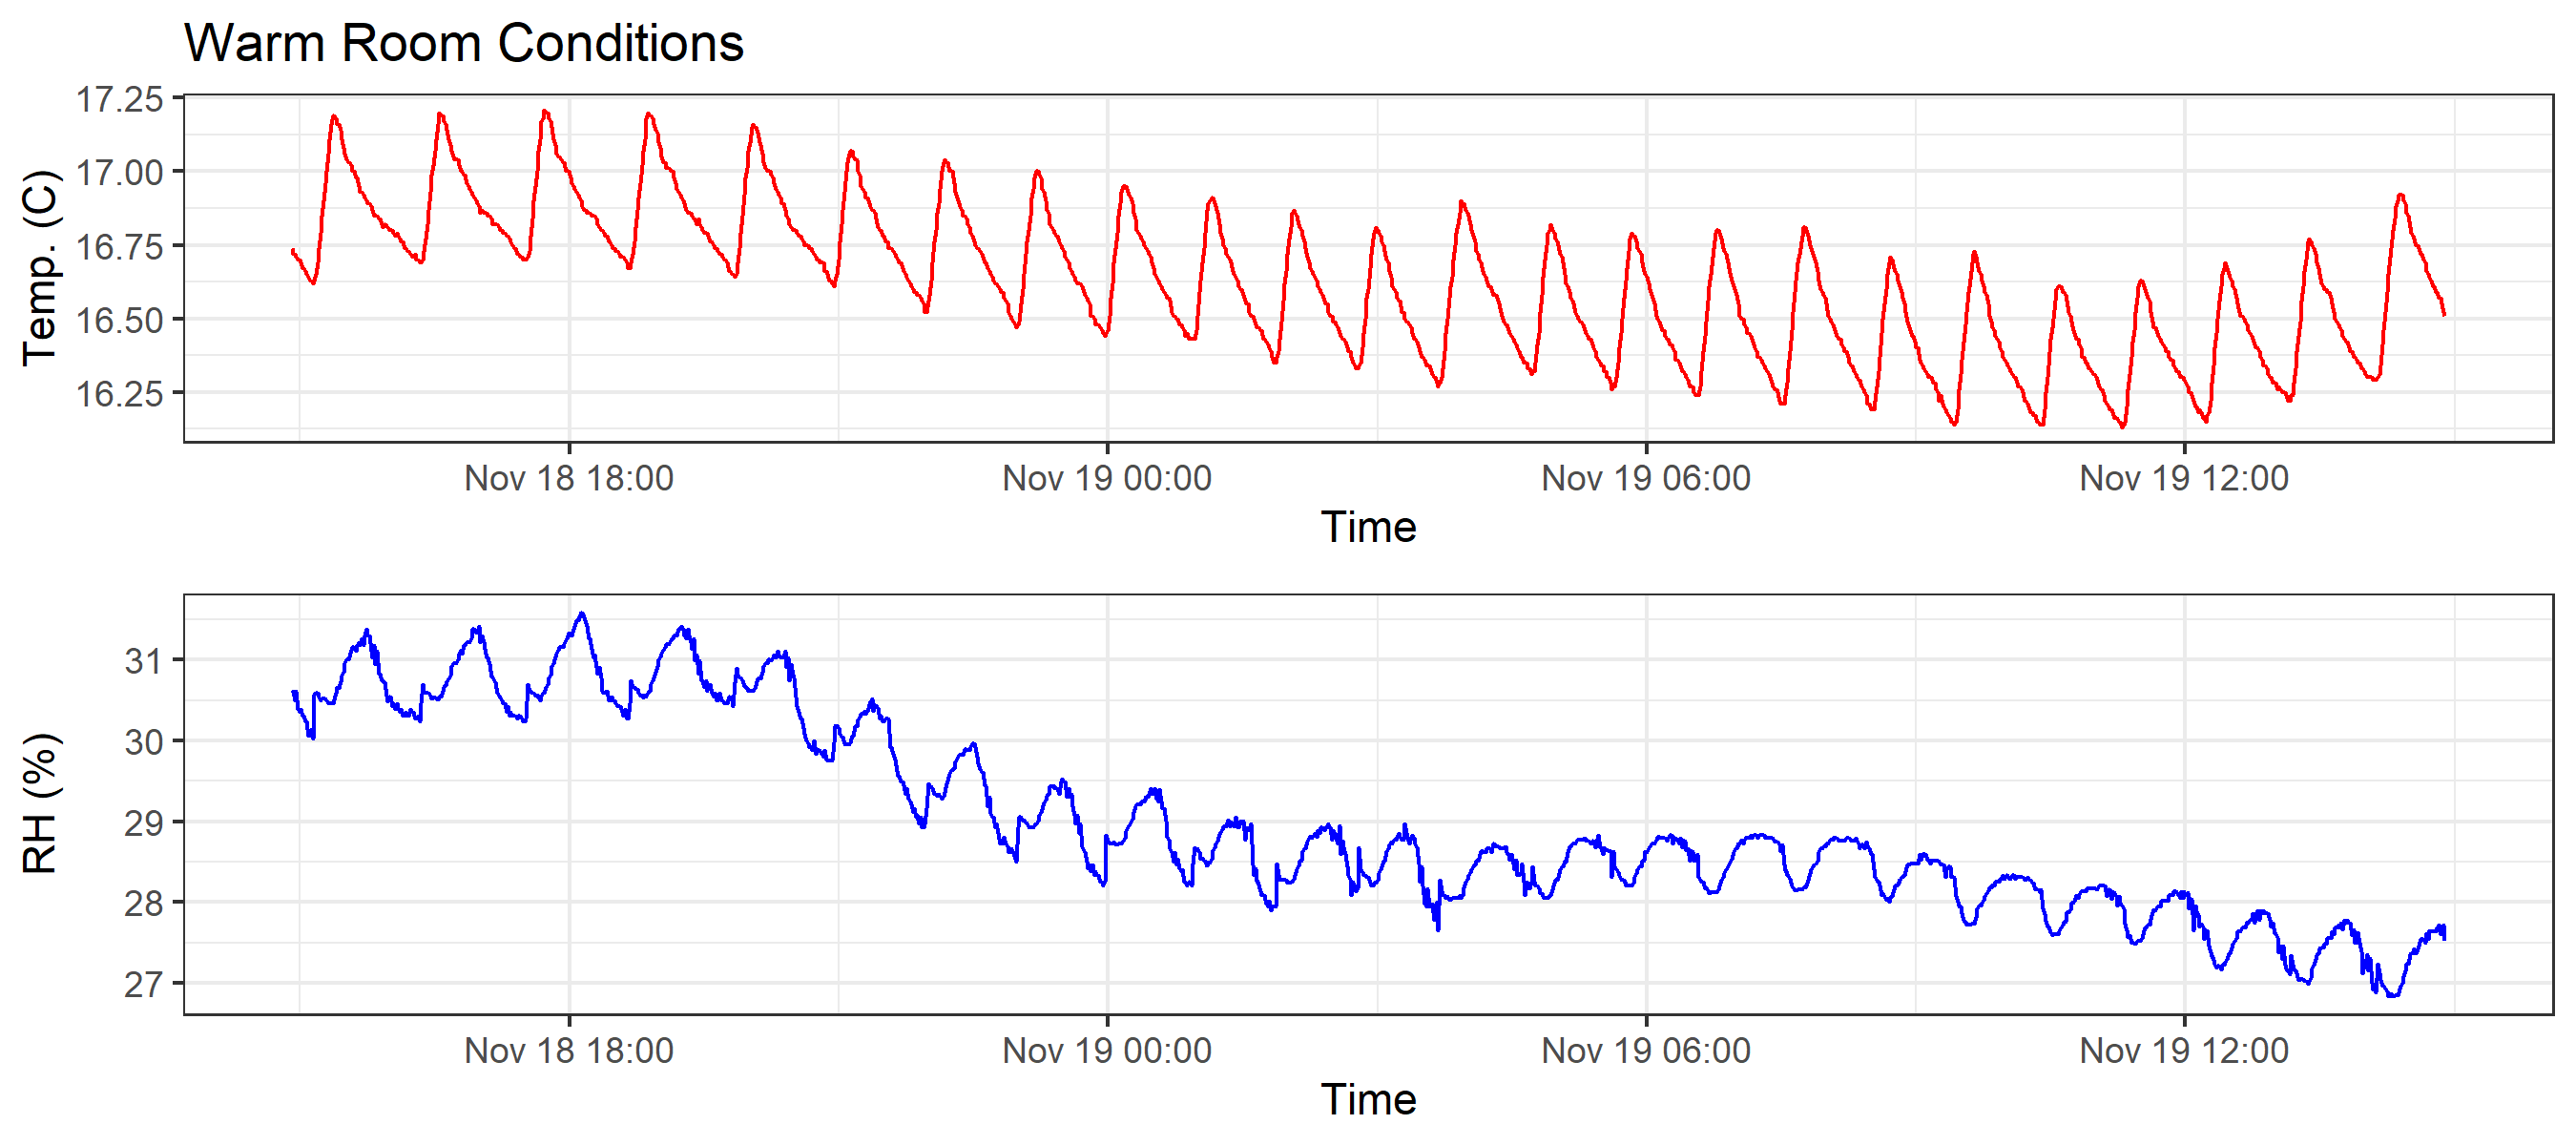 Warm Room Conditions
Temp. (C)
17.25
17.00
16.75
16.50
16.25
Nov 18 18:00 Nov 19 00:00 Nov 19 06:00 Nov 19 12:00
Time
RH (%)
31
30
29
28
27
Nov 18 18:00 Nov 19 00:00 Nov 19 06:00 Nov 19 12:00
Time